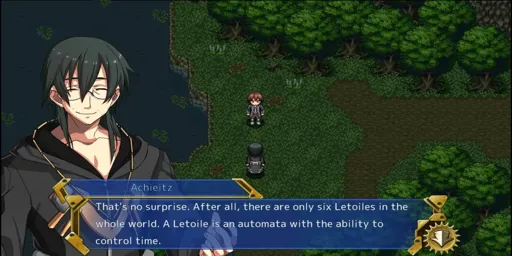 Achieitz
That's no surprise. After all, there are only six Letoiles in the
whole world. A Letoile is an automata with the ability to
control time.